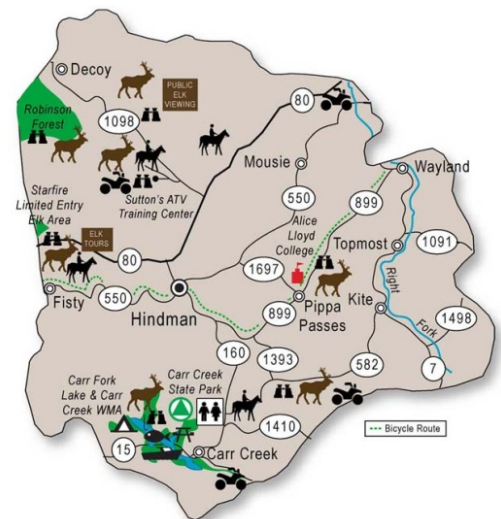 Decoy
PUBLIC
ELK
VIEWING
80
Robinson
Forest
1098
Mousie
Wayland
Sutton's ATV
Training Center
550
899
Starfire
Limited Entry
Elk Area
Alice
Lloyd
College
ELK
TOURS
Topmost
1091
80
1697
Right
Fork
Fisty
550
Hindman
Pippa
Passes
Kite
899
1498
160
1393
582
7
Carr Fork
Lake & Carr
Creek WMA
Carr Creek
State Park
1410
Bicycle Route
15
Carr Creek